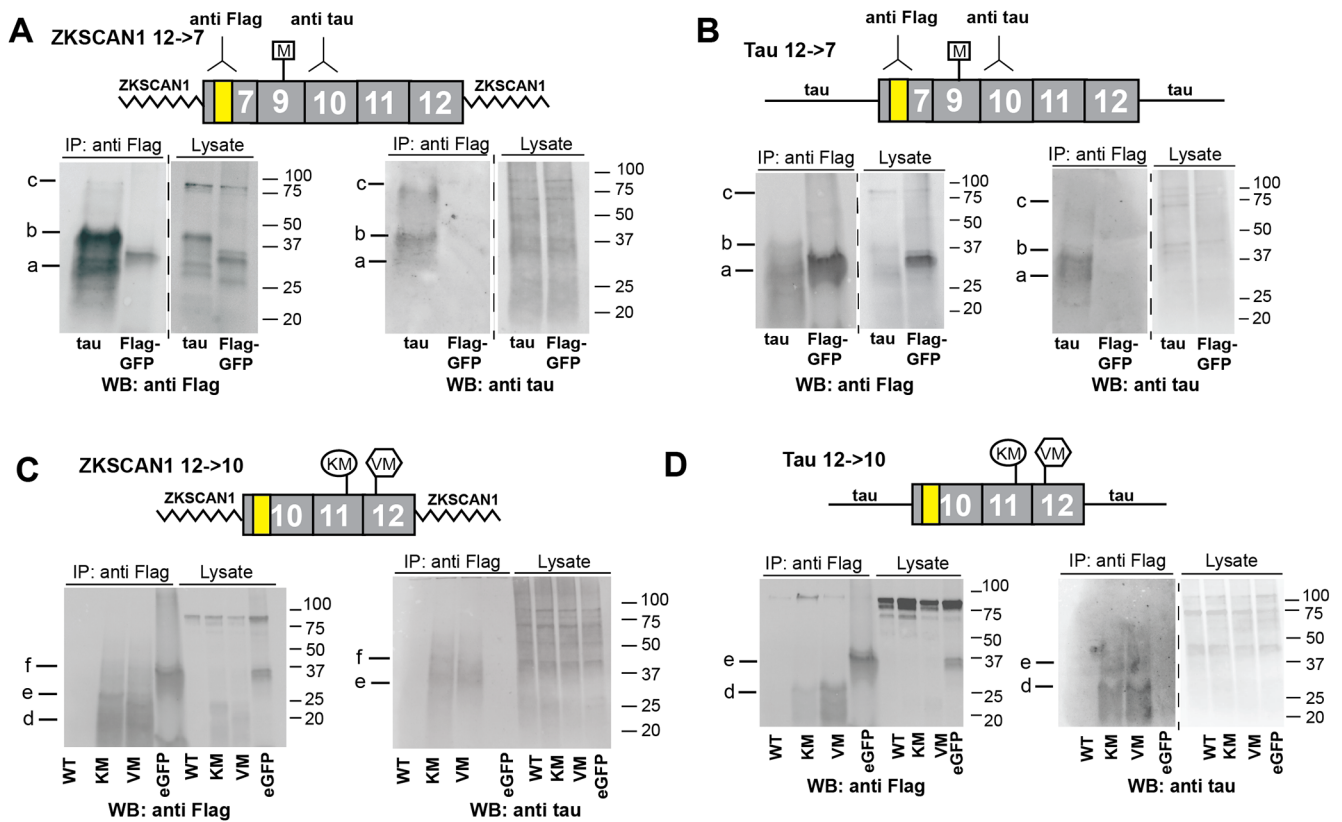 A
ZKSCAN1 12->7
anti Flag
anti tau
M
ZKSCAN1
7 9 10 11 12
ZKSCAN1
IP: anti Flag
Lysate
c
b
a
100
75
50
37
25
20
tau
Flag-
GFP
tau
Flag-
GFP
WB: anti Flag
IP: anti Flag
Lysate
c
b
a
100
75
50
37
25
20
tau
Flag-
GFP
tau
Flag-
GFP
WB: anti tau
B
Tau 12->7
anti Flag
anti tau
M
tau
7 9 10 11 12
tau
IP: anti Flag
Lysate
c
b
a
100
75
50
37
25
20
tau
Flag-
GFP
tau
Flag-
GFP
WB: anti Flag
IP: anti Flag
Lysate
c
b
a
100
75
50
37
25
20
tau
Flag-
GFP
tau
Flag-
GFP
WB: anti tau
C
ZKSCAN1 12->10
KM
VM
ZKSCAN1
10 11 12
ZKSCAN1
IP: anti Flag
Lysate
f
e
d
100
75
50
37
25
20
WT
KM
VM
eGFP
WT
KM
VM
eGFP
WB: anti Flag
IP: anti Flag
Lysate
f
e
100
75
50
37
25
20
WT
KM
VM
eGFP
WT
KM
VM
eGFP
WB: anti tau
D
Tau 12->10
KM
VM
tau
10 11 12
tau
IP: anti Flag
Lysate
e
d
100
75
50
37
25
20
WT
KM
VM
eGFP
WT
KM
VM
eGFP
WB: anti Flag
IP: anti Flag
Lysate
e
d
100
75
50
37
25
20
WT
KM
VM
eGFP
WT
KM
VM
eGFP
WB: anti tau